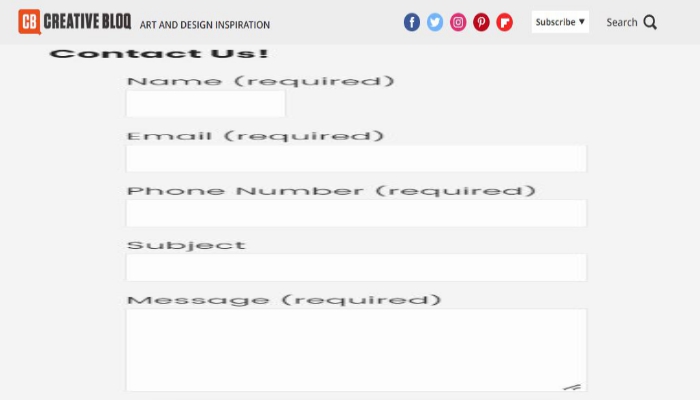 CB CREATIVE BLOQ ART AND DESIGN INSPIRATION Subscribe ▼ Search
Contact Us!
Name (required)
Email (required)
Phone Number (required)
Subject
Message (required)